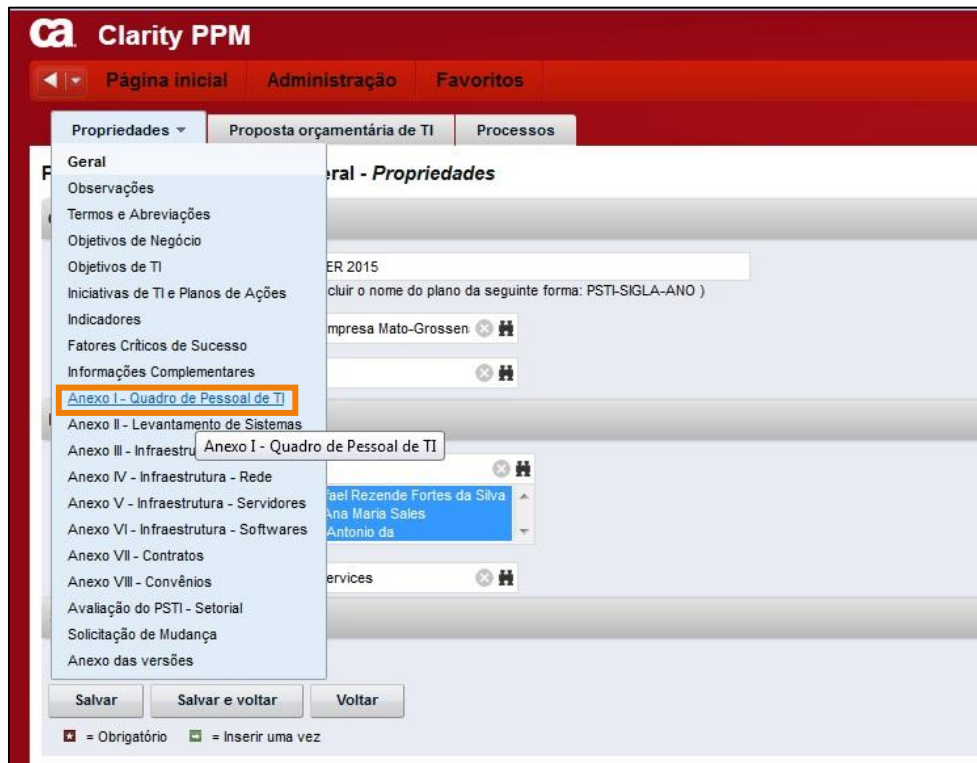 ca Clarity PPM
Página inicial Administração Favoritos
Propriedades Proposta orçamentária de TI Processos
Geral
eral - Propriedades
Observações
Termos e Abreviações
Objetivos de Negócio
Objetivos de TI
ER 2015
Iniciativas de TI e Planos de Ações
cluir o nome do plano da seguinte forma: PSTI-SIGLA-ANO )
Indicadores
mpresa Mato-Grossen
Fatores Críticos de Sucesso
Informações Complementares
Anexo I - Quadro de Pessoal de TI
Anexo II - Levantamento de Sistemas
Anexo III - Infraestru
Anexo I - Quadro de Pessoal de TI
Anexo IV - Infraestrutura - Rede
Anexo V - Infraestrutura - Servidores
fael Rezende Fortes da Silva
Ana Maria Sales
Anexo VI - Infraestrutura - Softwares
Antonio da
Anexo VII - Contratos
Anexo VIII - Convênios
ervices
Avaliação do PSTI - Setorial
Solicitação de Mudança
Anexo das versões
Salvar Salvar e voltar Voltar
= Obrigatório = Inserir uma vez